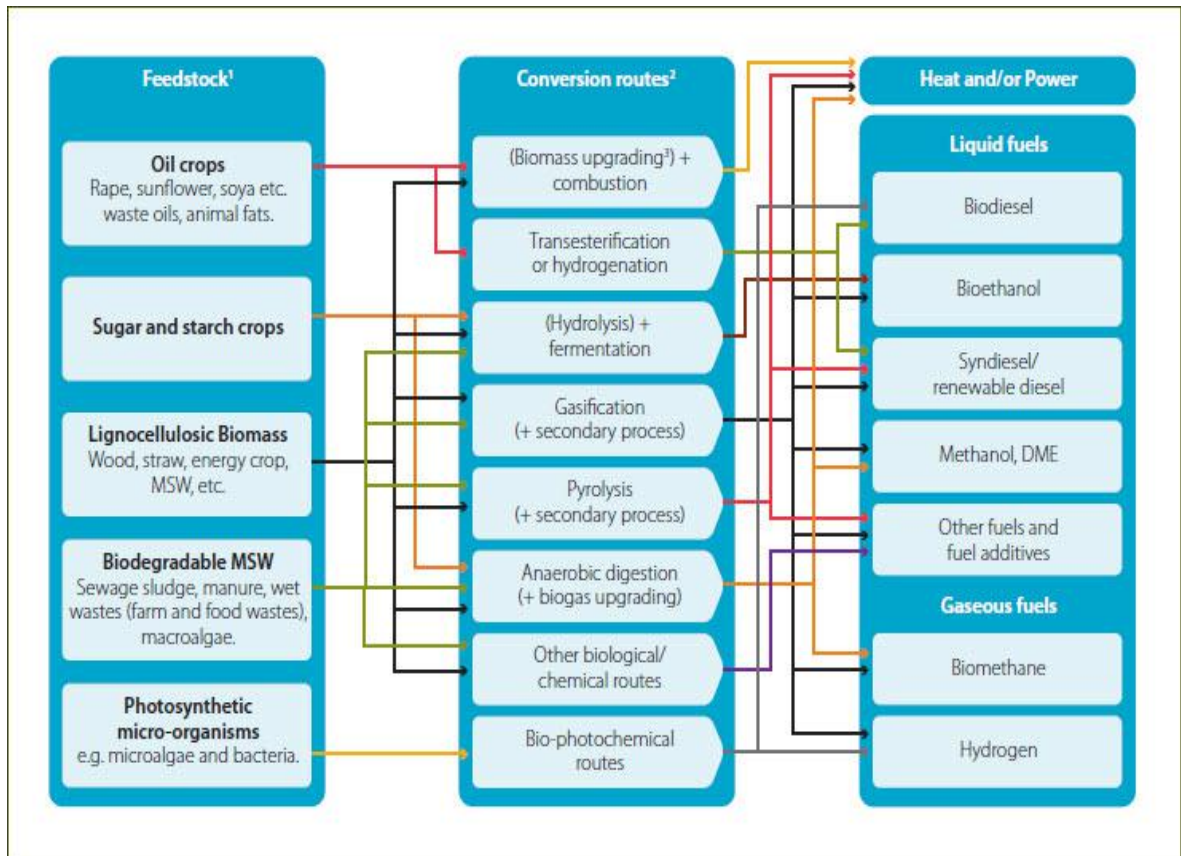 Feedstock¹
Oil crops
Rape, sunflower, soya etc.
waste oils, animal fats.
Sugar and starch crops
Lignocellulosic Biomass
Wood, straw, energy crop,
MSW, etc.
Biodegradable MSW
Sewage sludge, manure, wet
wastes (farm and food wastes),
macroalgae.
Photosynthetic
micro-organisms
e.g. microalgae and bacteria.
Conversion routes²
(Biomass upgrading³) +
combustion
Transesterification
or hydrogenation
(Hydrolysis) +
fermentation
Gasification
(+ secondary process)
Pyrolysis
(+ secondary process)
Anaerobic digestion
(+ biogas upgrading)
Other biological/
chemical routes
Bio-photochemical
routes
Heat and/or Power
Liquid fuels
Biodiesel
Bioethanol
Syndiesel/
renewable diesel
Methanol, DME
Other fuels and
fuel additives
Gaseous fuels
Biomethane
Hydrogen